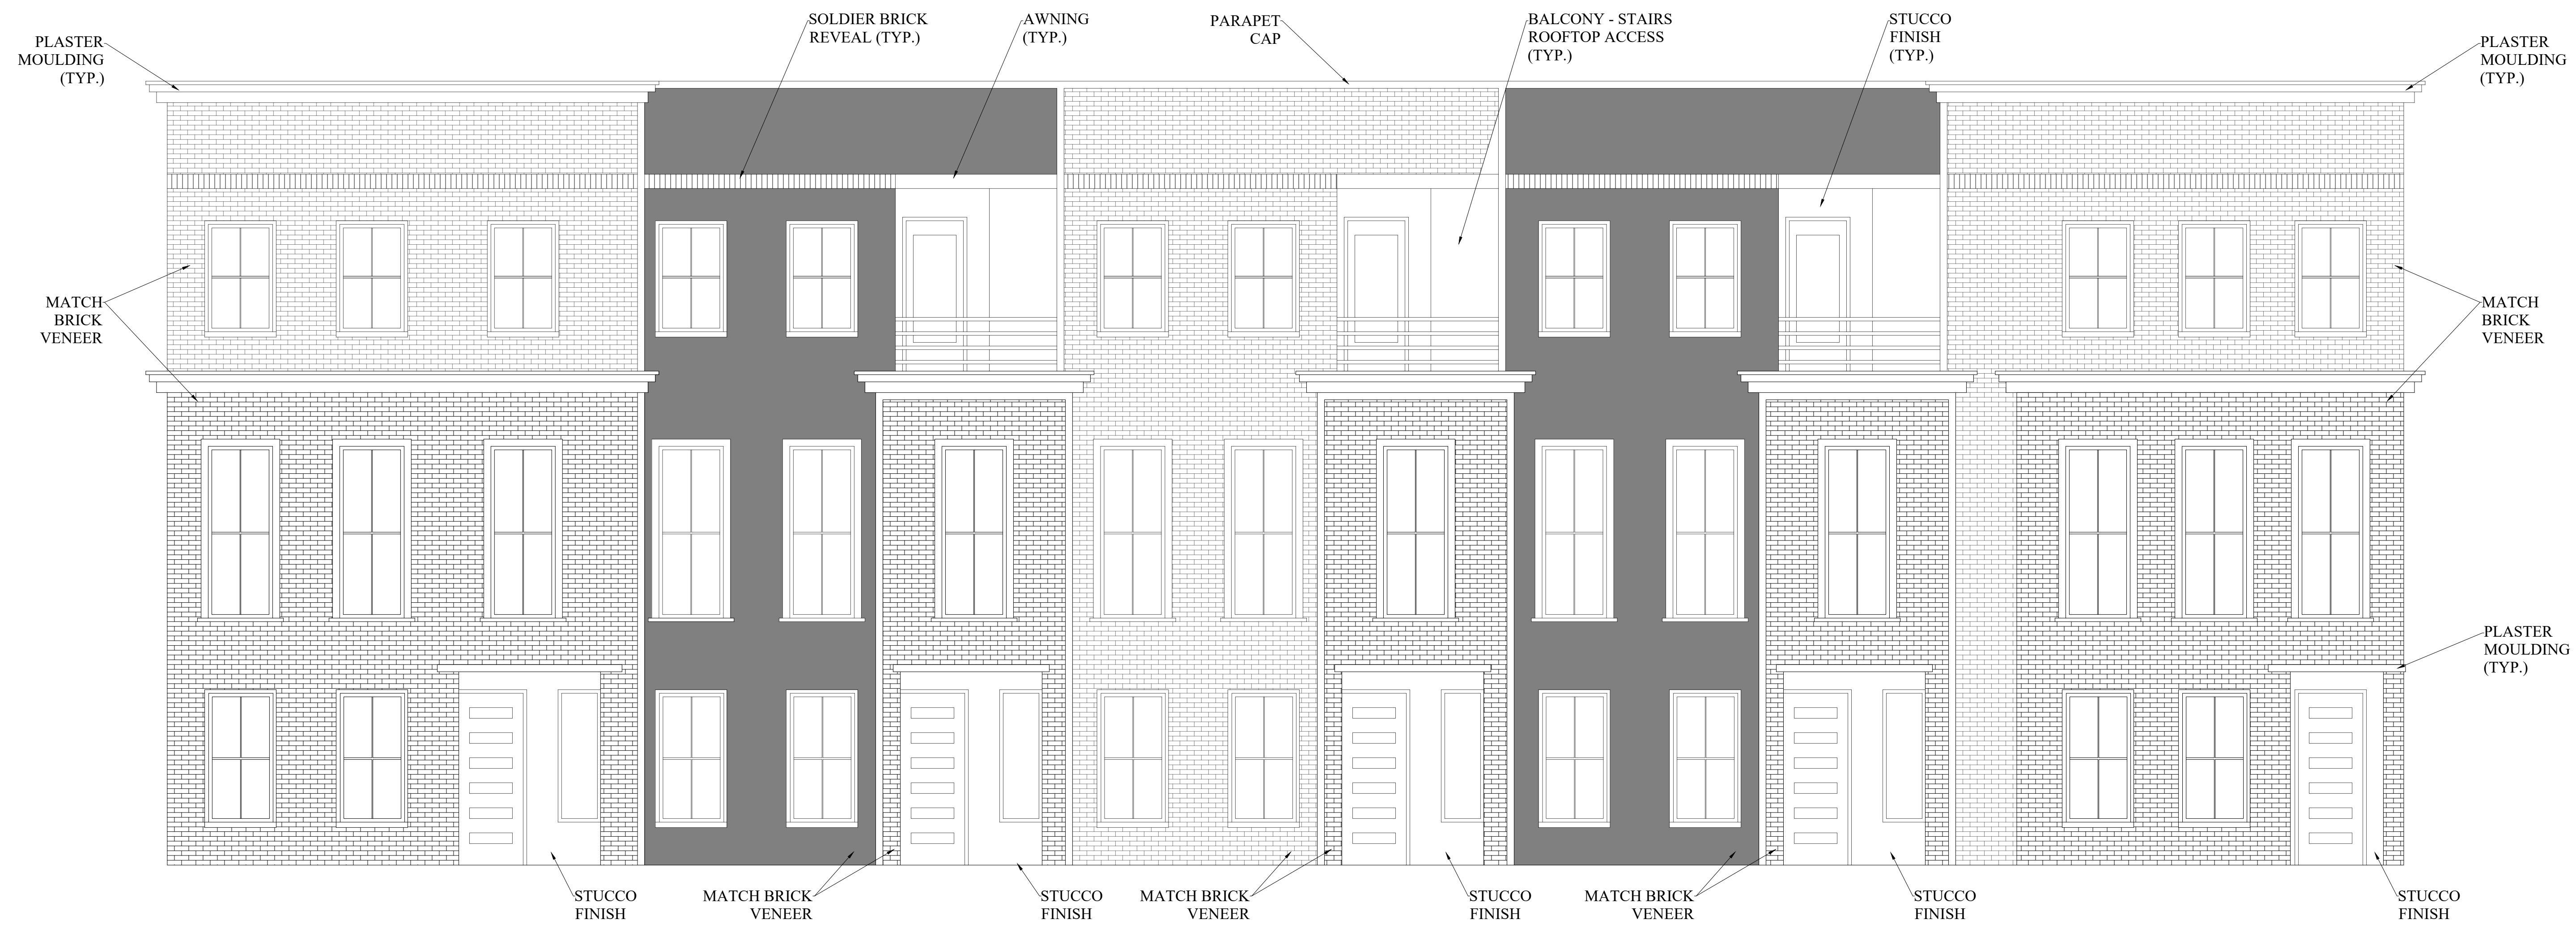 PLASTER
MOULDING
(TYP.)
SOLDIER BRICK
REVEAL (TYP.)
AWNING
(TYP.)
PARAPET
CAP
BALCONY - STAIRS
ROOFTOP ACCESS
(TYP.)
STUCCO
FINISH
(TYP.)
PLASTER
MOULDING
(TYP.)
MATCH
BRICK
VENEER
MATCH
BRICK
VENEER
PLASTER
MOULDING
(TYP.)
STUCCO
FINISH
MATCH BRICK
VENEER
STUCCO
FINISH
MATCH BRICK
VENEER
STUCCO
FINISH
MATCH BRICK
VENEER
STUCCO
FINISH
STUCCO
FINISH